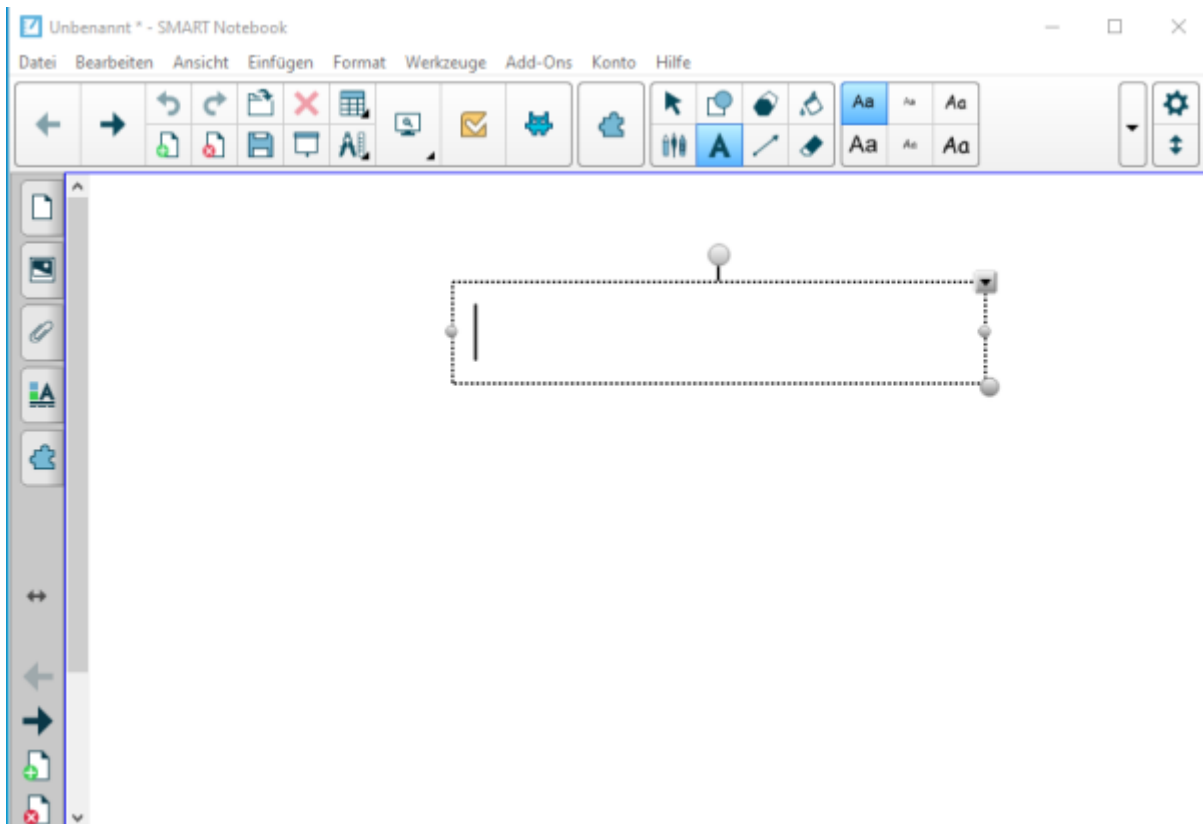 Unbenannt * - SMART Notebook
Datei Bearbeiten Ansicht Einfügen Format Werkzeuge Add-Ons Konto Hilfe
Aa Aa Aa
A Aa Aa Aa